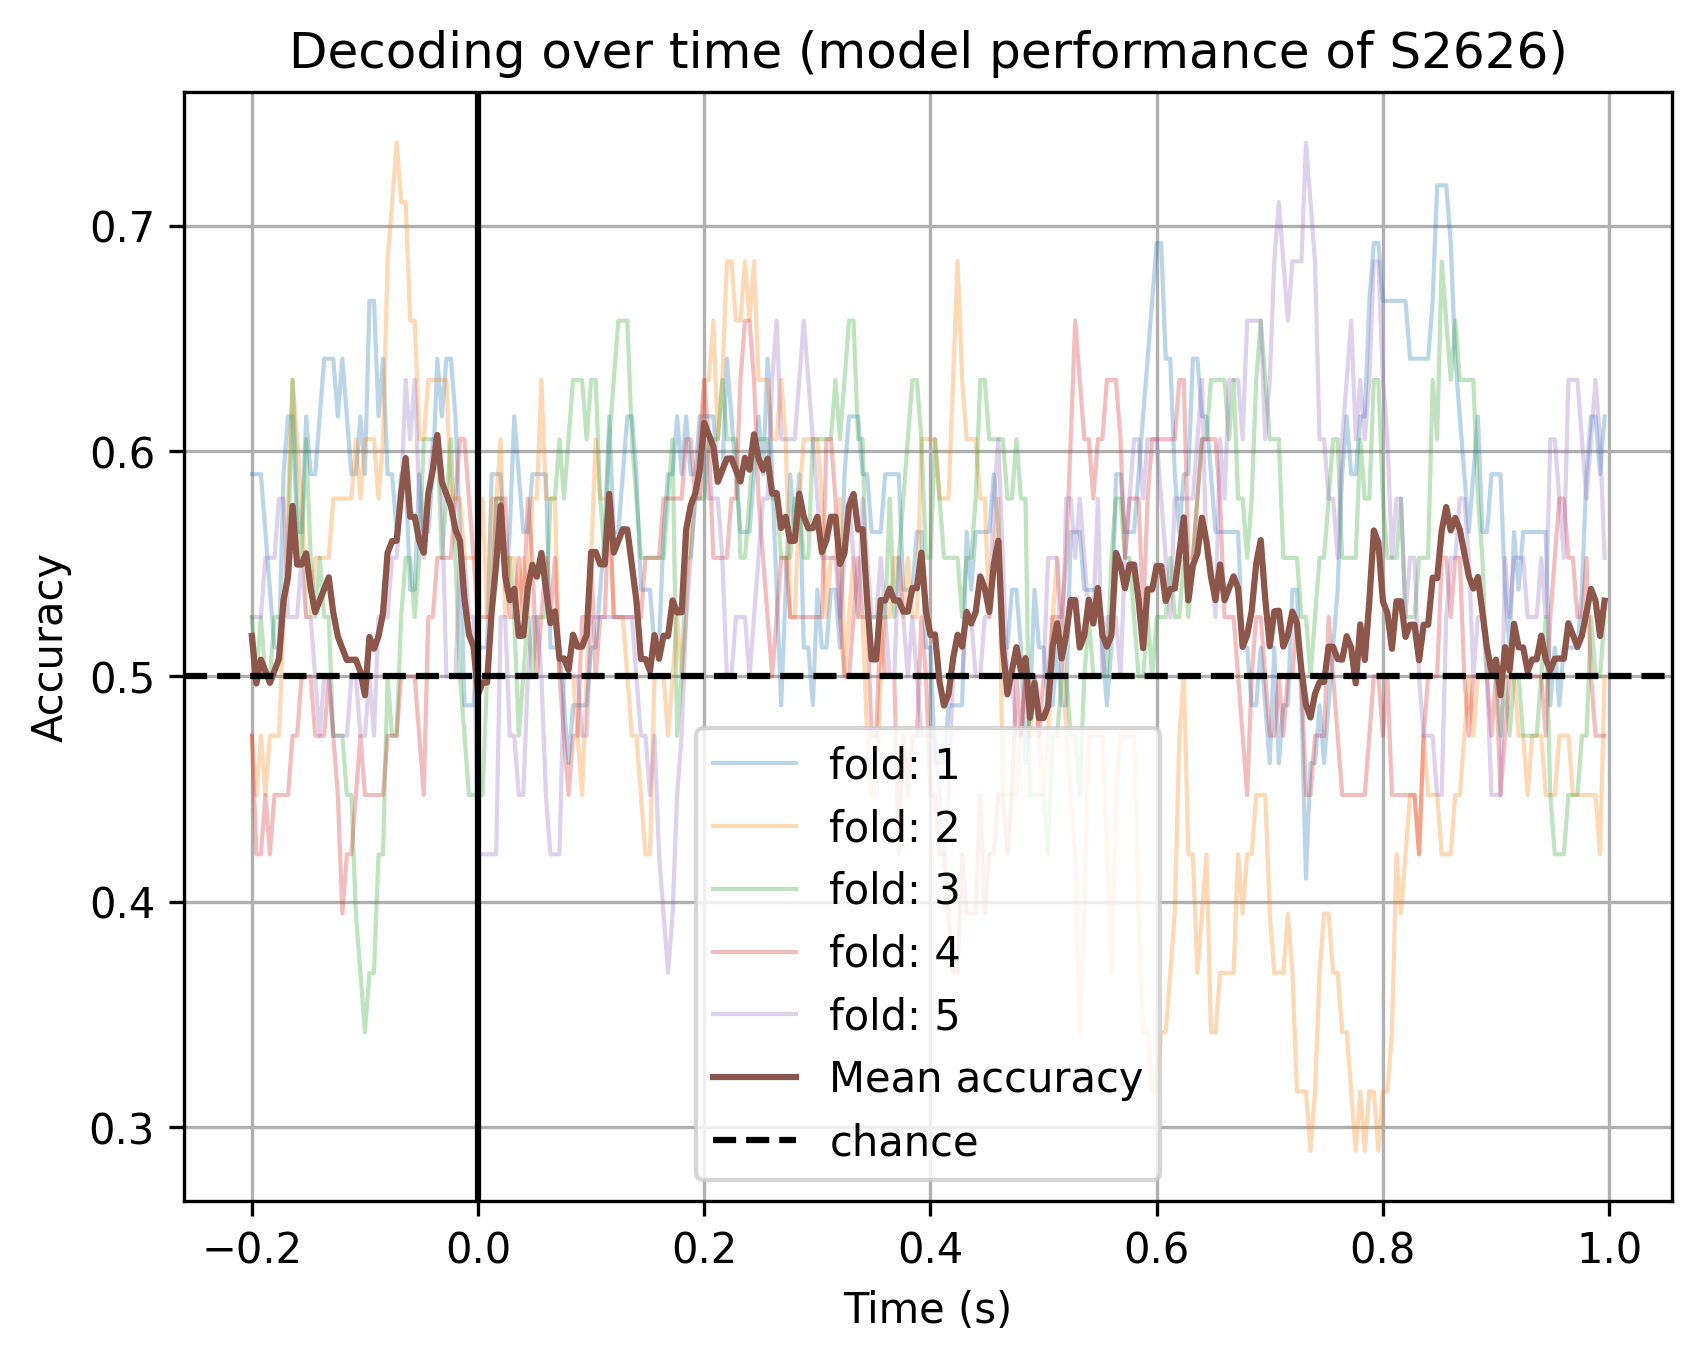 Decoding over time (model performance of S2626)
Accuracy
0.7
0.6
0.5
0.4
0.3
fold: 1
fold: 2
fold: 3
fold: 4
fold: 5
Mean accuracy
chance
−0.2 0.0 0.2 0.4 0.6 0.8 1.0
Time (s)